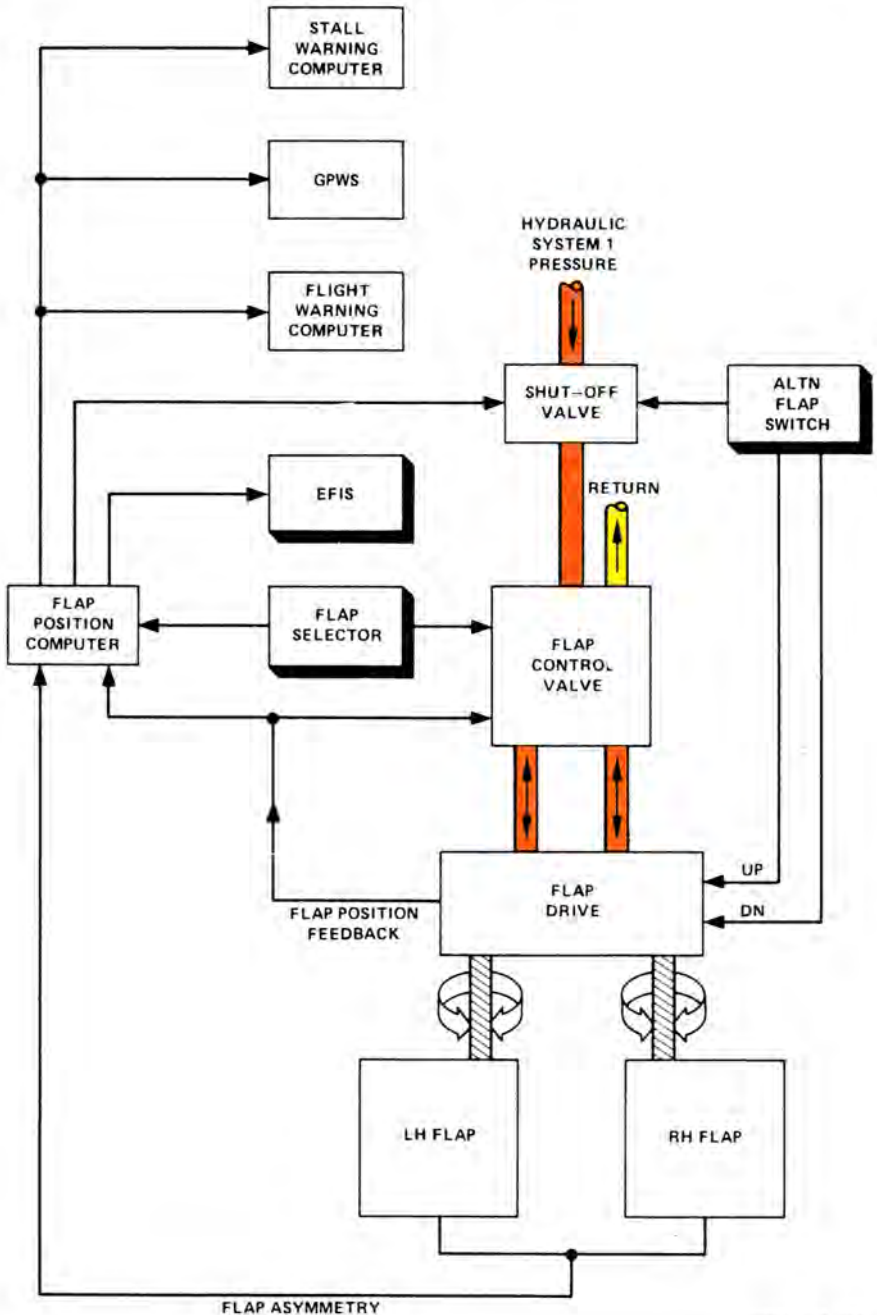 STALL
WARNING
COMPUTER
GPWS
HYDRAULIC
SYSTEM 1
PRESSURE
FLIGHT
WARNING
COMPUTER
SHUT-OFF
VALVE
ALTN
FLAP
SWITCH
EFIS
RETURN
FLAP
POSITION
COMPUTER
FLAP
SELECTOR
FLAP
CONTROL
VALVE
UP
FLAP
DRIVE
DN
FLAP POSITION
FEEDBACK
LH FLAP
RH FLAP
FLAP ASYMMETRY